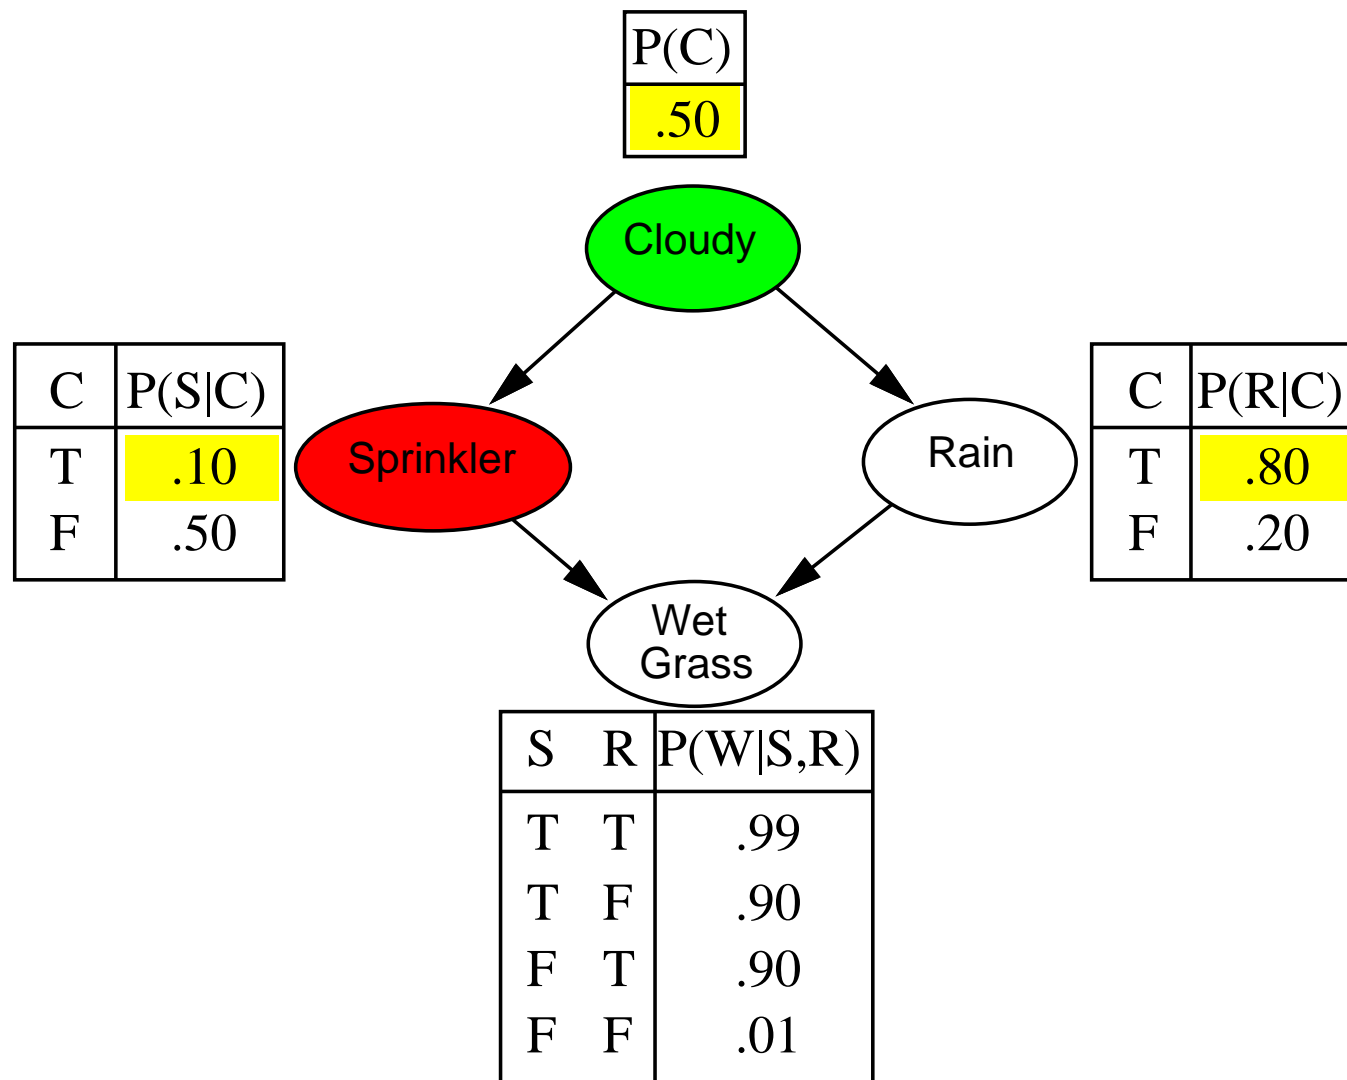 P(C)
.50
Cloudy
C P(S|C)
T .10
F .50
Sprinkler
Rain
C P(R|C)
T .80
F .20
Wet
Grass
S R P(W|S,R)
T T .99
T F .90
F T .90
F F .01